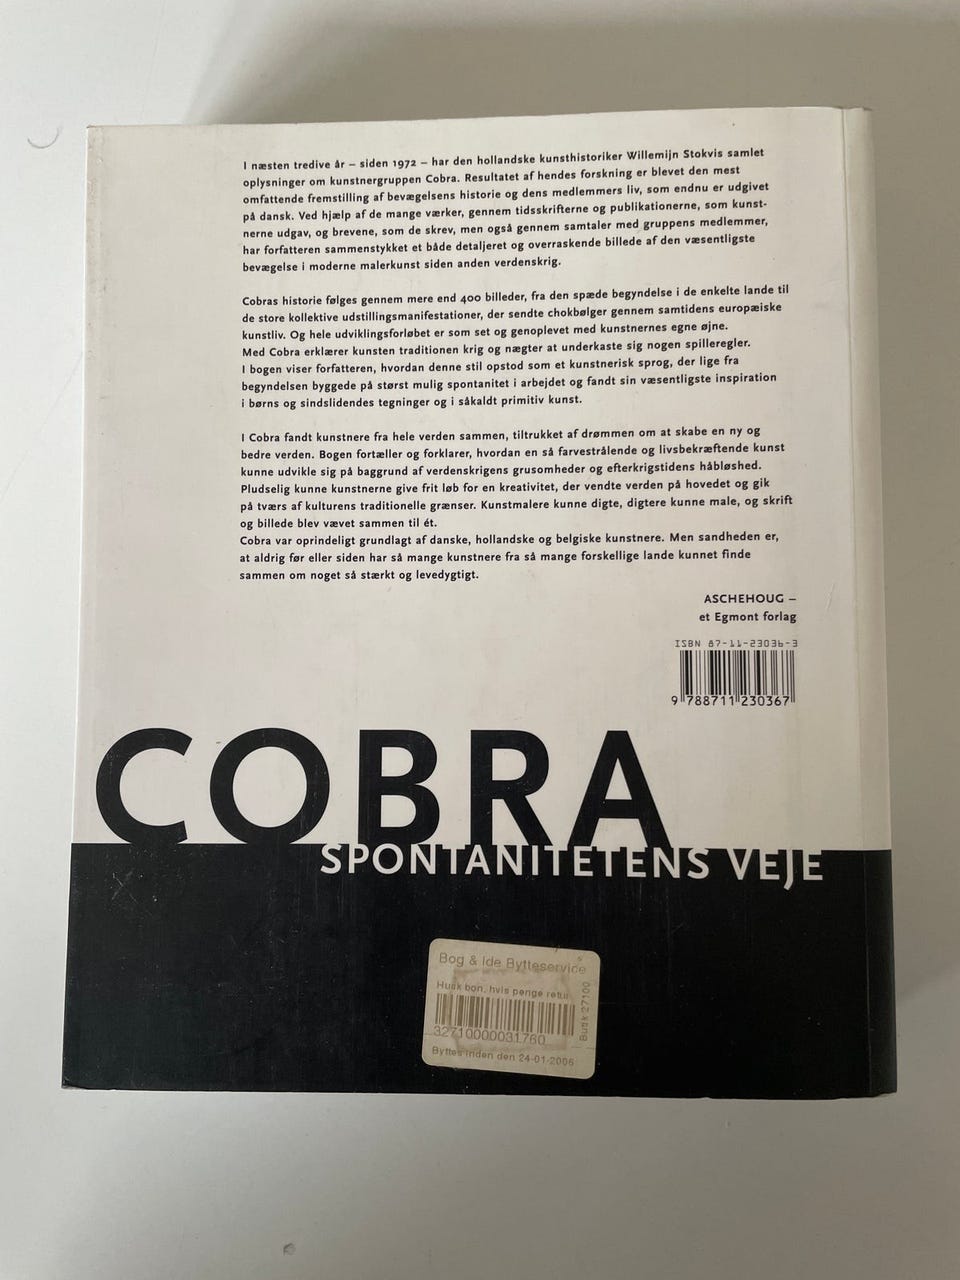 I næsten tredive år – siden 1972 – har den hollandske kunsthistoriker Willemijn Stokvis samlet
oplysninger om kunstnergruppen Cobra. Resultatet af hendes forskning er blevet den mest
omfattende fremstilling af bevægelsens historie og dens medlemmers liv, som endnu er udgivet
på dansk. Ved hjælp af de mange værker, gennem tidsskrifterne og publikationerne, som kunst-
nerne udgav, og brevene, som de skrev, men også gennem samtaler med gruppens medlemmer,
har forfatteren sammenstykket et både detaljeret og overraskende billede af den væsentligste
bevægelse i moderne malerkunst siden anden verdenskrig.
Cobras historie følges gennem mere end 400 billeder, fra den spæde begyndelse i de enkelte lande til
de store kollektive udstillingsmanifestationer, der sendte chokbølger gennem samtidens europæiske
kunstliv. Og hele udviklingsforløbet er som set og genoplevet med kunstnernes egne øjne.
Med Cobra erklærer kunsten traditionen krig og nægter at underkaste sig nogen spilleregler.
I bogen viser forfatteren, hvordan denne stil opstod som et kunstnerisk sprog, der lige fra
begyndelsen byggede på størst mulig spontanitet i arbejdet og fandt sin væsentligste inspiration
i børns og sindslidendes tegninger og i såkaldt primitiv kunst.
I Cobra fandt kunstnere fra hele verden sammen, tiltrukket af drømmen om at skabe en ny og
bedre verden. Bogen fortæller og forklarer, hvordan en så farvestrålende og livsbekræftende kunst
kunne udvikle sig på baggrund af verdenskrigens grusomheder og efterkrigstidens håbløshed.
Pludselig kunne kunstnerne give frit løb for en kreativitet, der vendte verden på hovedet og gik
på tværs af kulturens traditionelle grænser. Kunstmalere kunne digte, digtere kunne male, og skrift
og billede blev vævet sammen til ét.
Cobra var oprindeligt grundlagt af danske, hollandske og belgiske kunstnere. Men sandheden er,
at aldrig før eller siden har så mange kunstnere fra så mange forskellige lande kunnet finde
sammen om noget så stærkt og levedygtigt.
ASCHEHOUG –
et Egmont forlag
ISBN 87-11-23036-3
9 788711 230367
COBRA
SPONTANITETENS VEJE
Bog & Ide Bytteservice
Husk bon, hvis penge retur
32710000031760
Byttes inden den 24-01-2006
Butik 27100